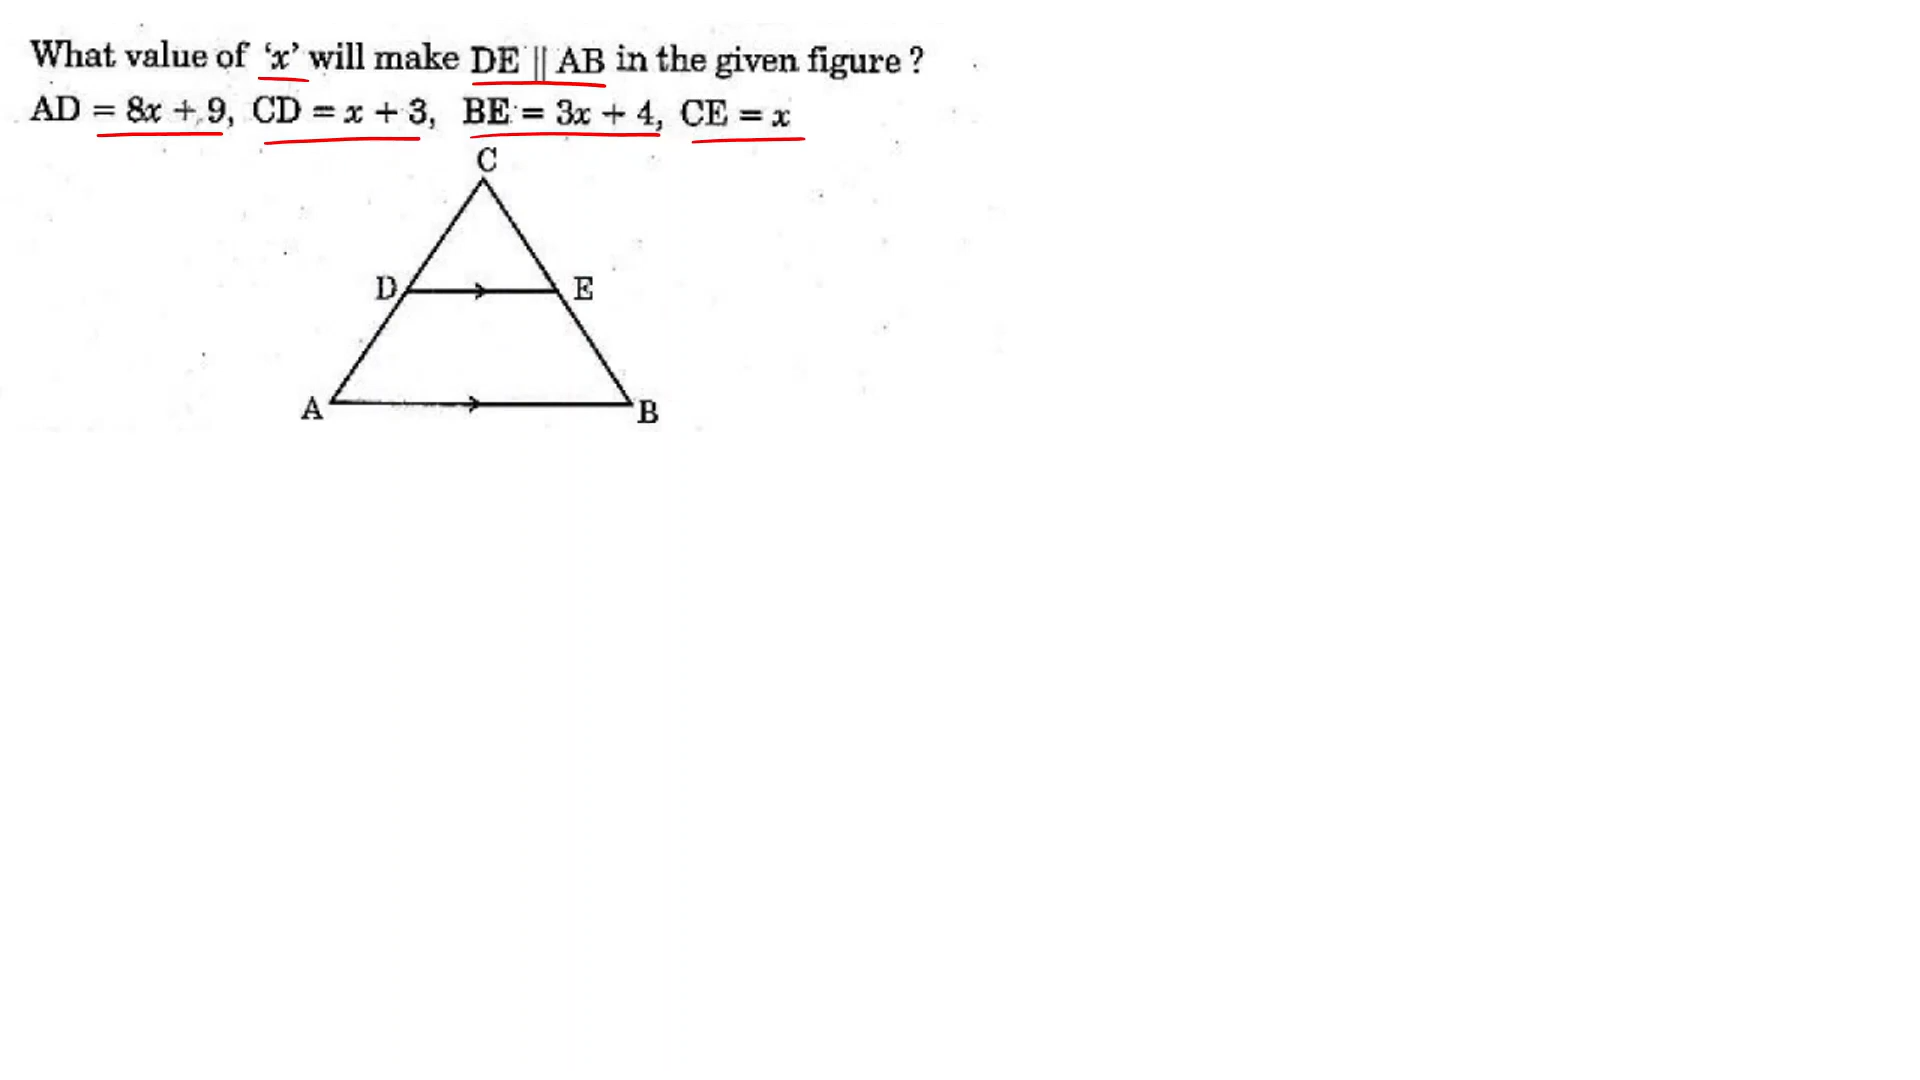 What value of ‘x’ will make DE || AB in the given figure ?
AD = 8x + 9, CD = x + 3, BE = 3x + 4, CE = x
C
D
E
A
B